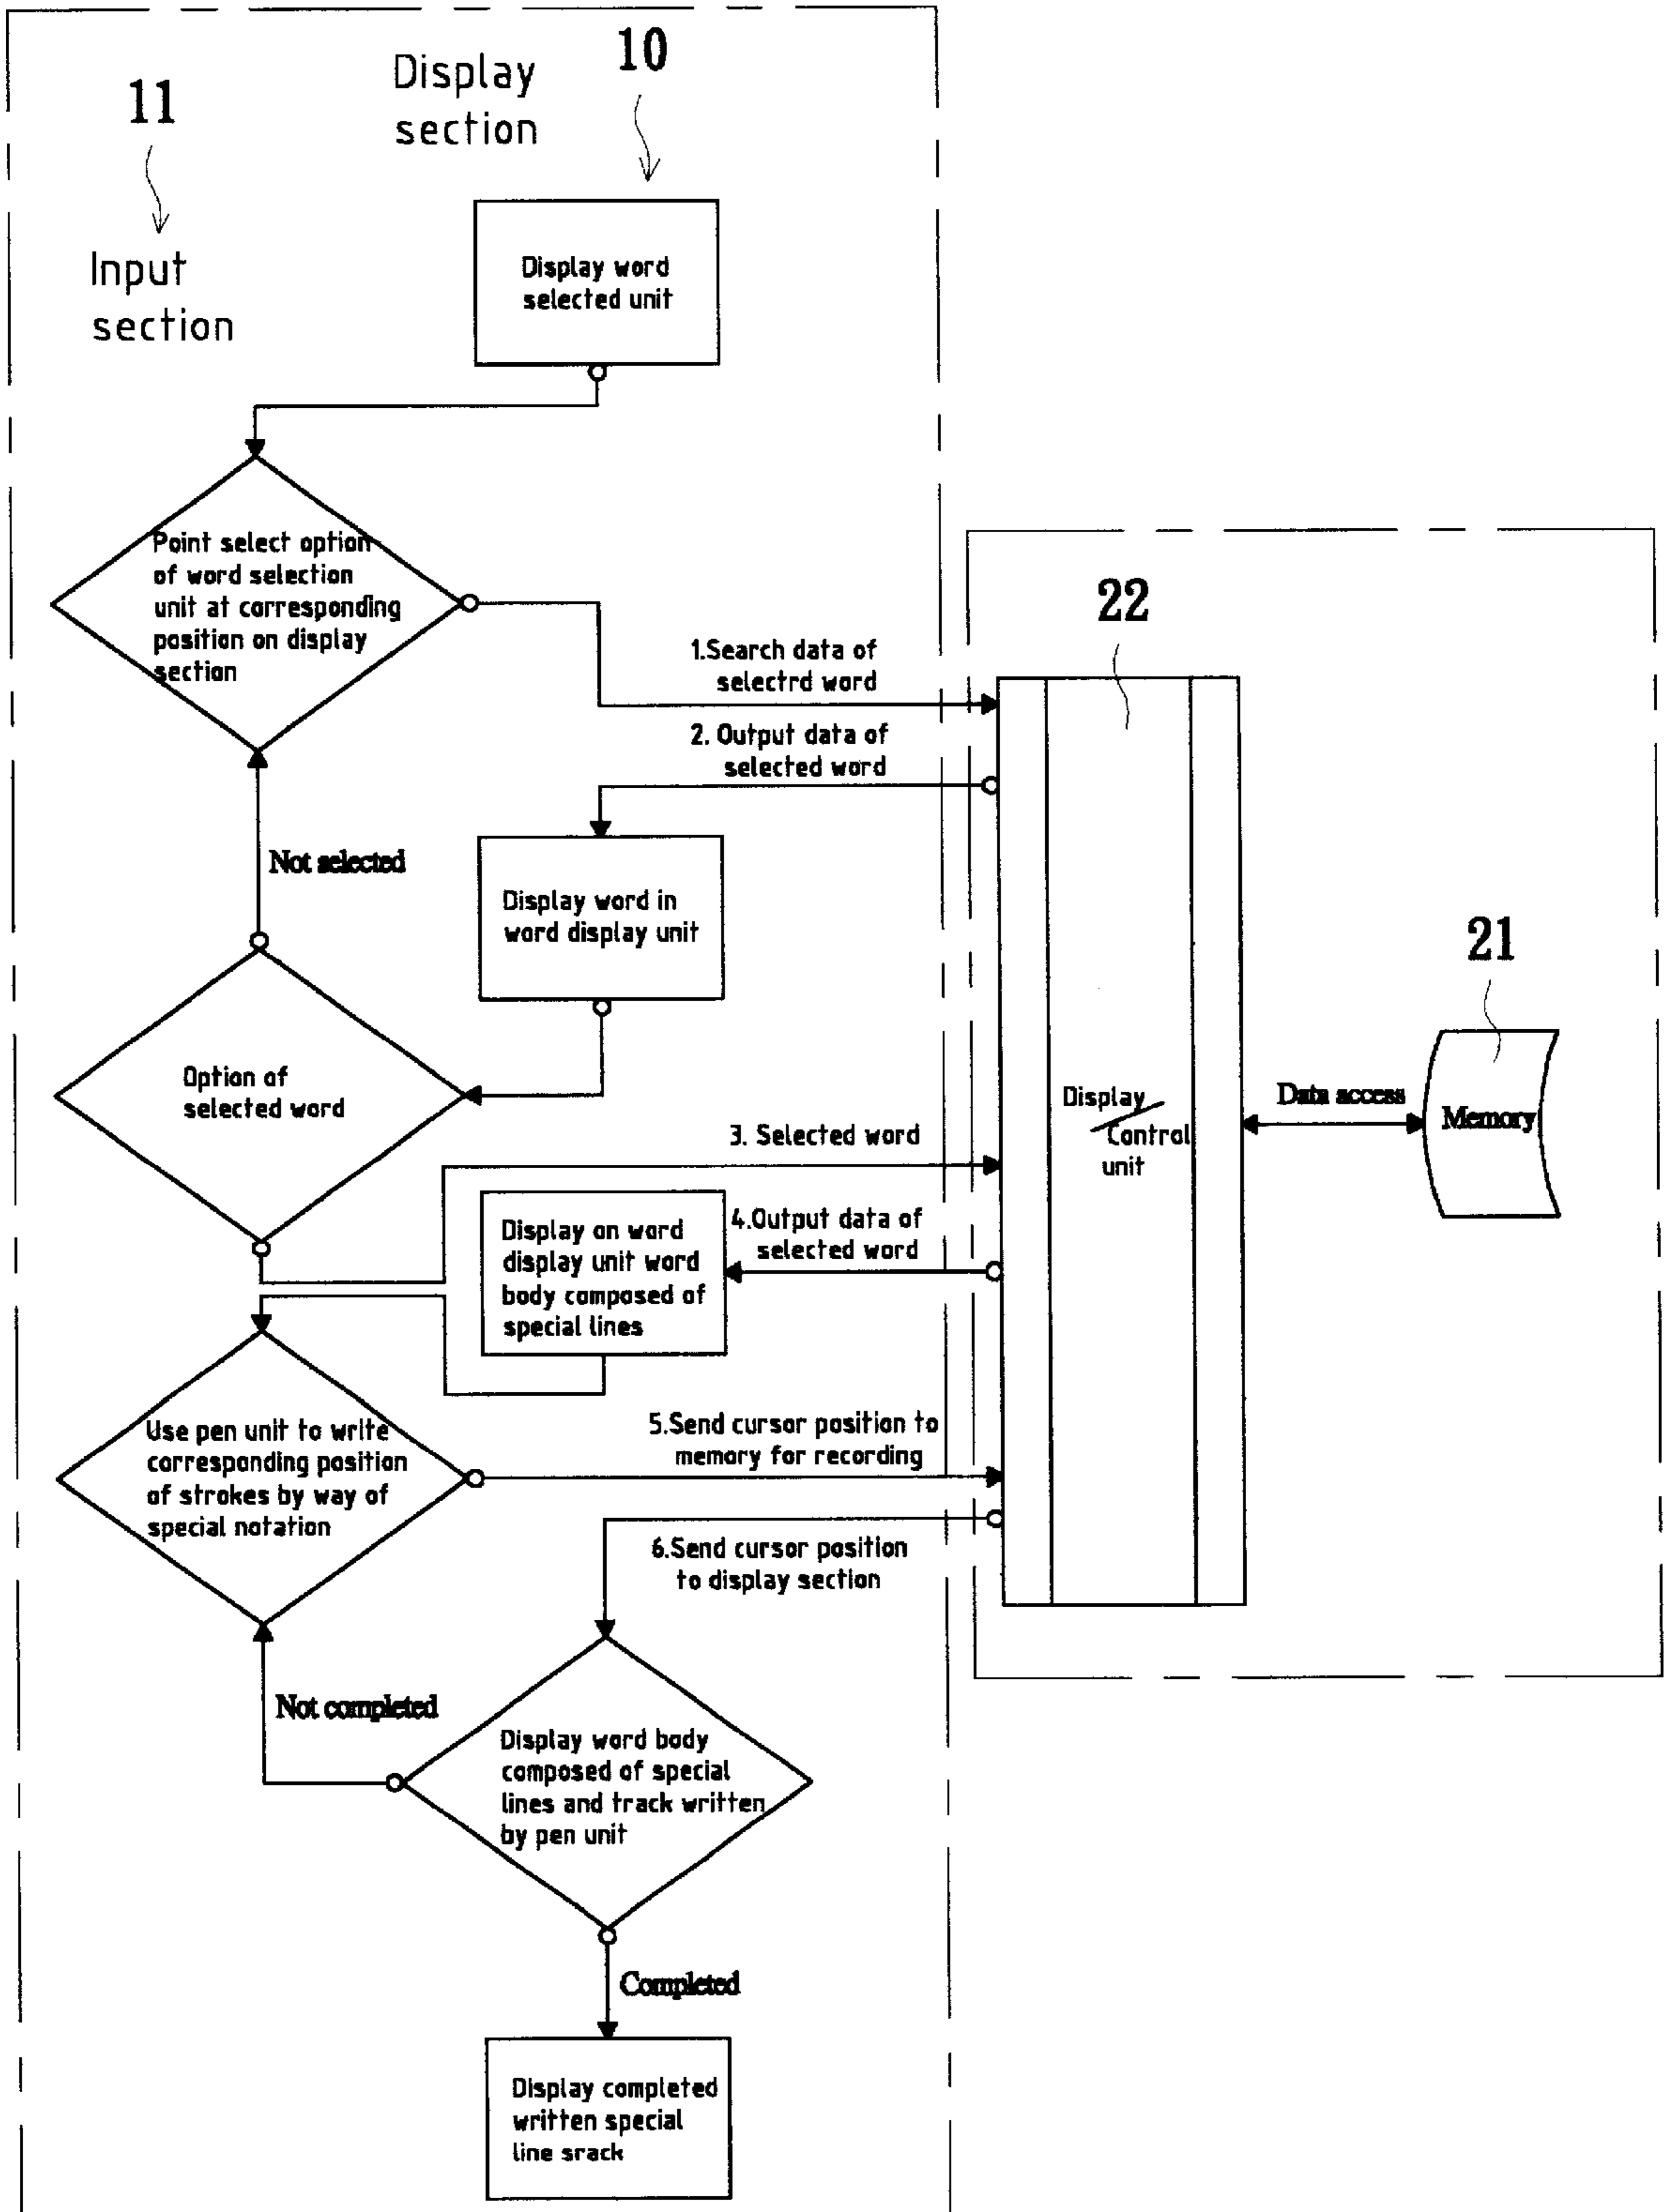 11
Input
section
Display
section
10
Display word
selected unit
Point select option
of word selection
unit at corresponding
position on display
section
1.Search data of
selectrd word
2. Output data of
selected word
Not selected
Display word in
word display unit
Option of
selected word
3. Selected word
4.Output data of
selected word
Display on word
display unit word
body composed of
special lines
Use pen unit to write
corresponding position
of strokes by way of
special notation
5.Send cursor position to
memory for recording
6.Send cursor position
to display section
Not completed
Display word body
composed of special
lines and track written
by pen unit
Completed
Display completed
written special
line srack
22
Display
Control
unit
Data access
21
Memory